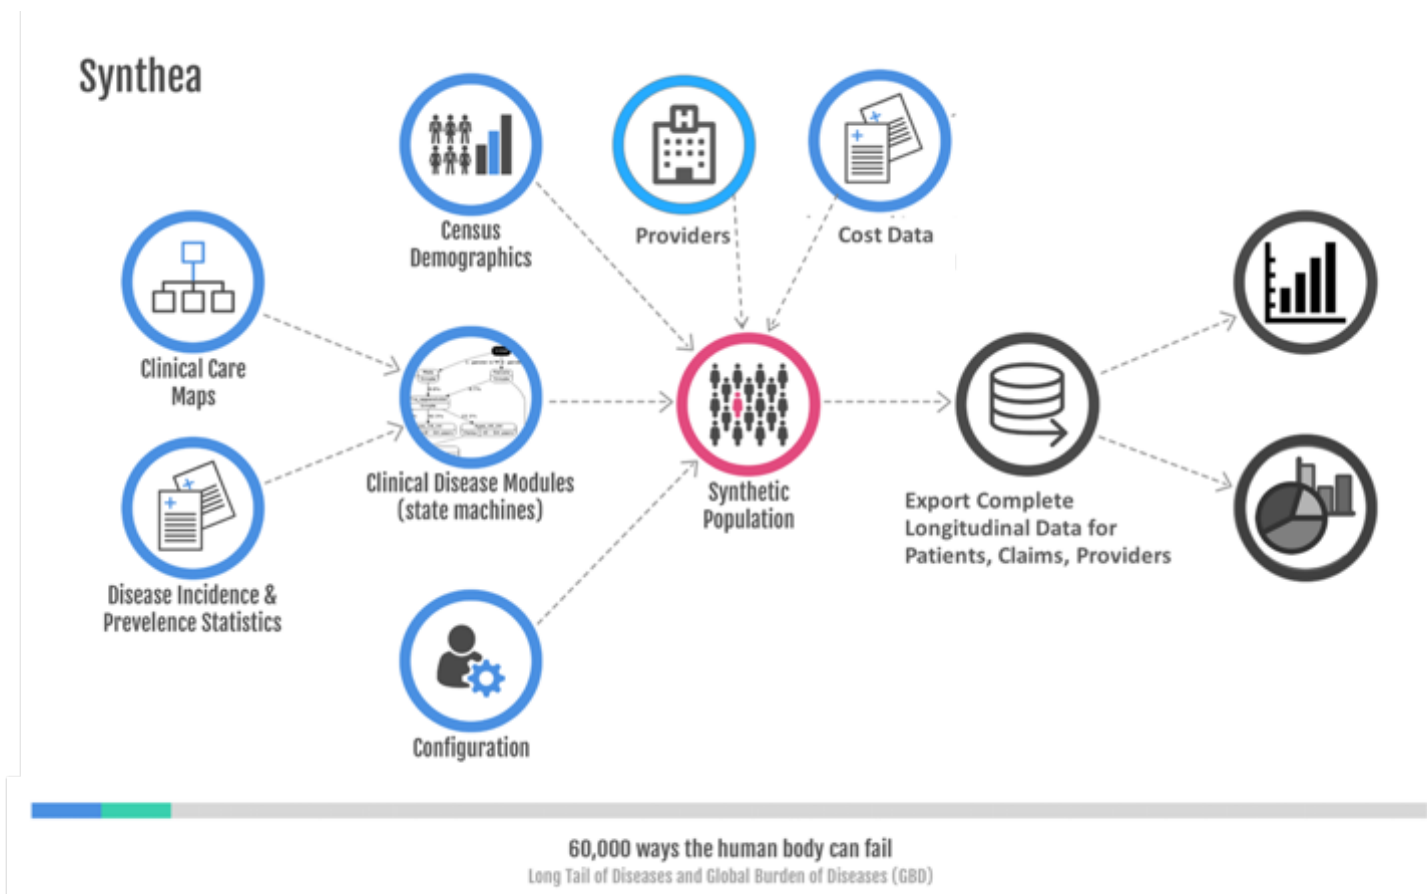 Synthea
Census
Demographics
Providers
Cost Data
Clinical Care
Maps
Clinical Disease Modules
(state machines)
Disease Incidence &
Prevelence Statistics
Synthetic
Population
Export Complete
Longitudinal Data for
Patients, Claims, Providers
Configuration
60,000 ways the human body can fail
Long Tail of Diseases and Global Burden of Diseases (GBD)